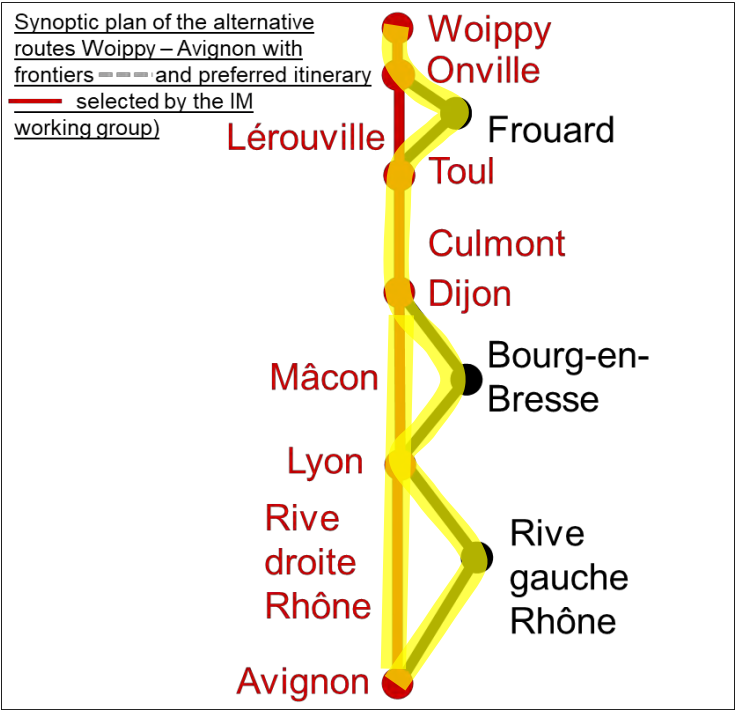 Synoptic plan of the alternative
routes Woippy – Avignon with
frontiers and preferred itinerary
selected by the IM
working group)
Woippy
Onville
Frouard
Lérouville
Toul
Culmont
Dijon
Bourg-en-
Bresse
Mâcon
Lyon
Rive
droite
Rhône
Rive
gauche
Rhône
Avignon